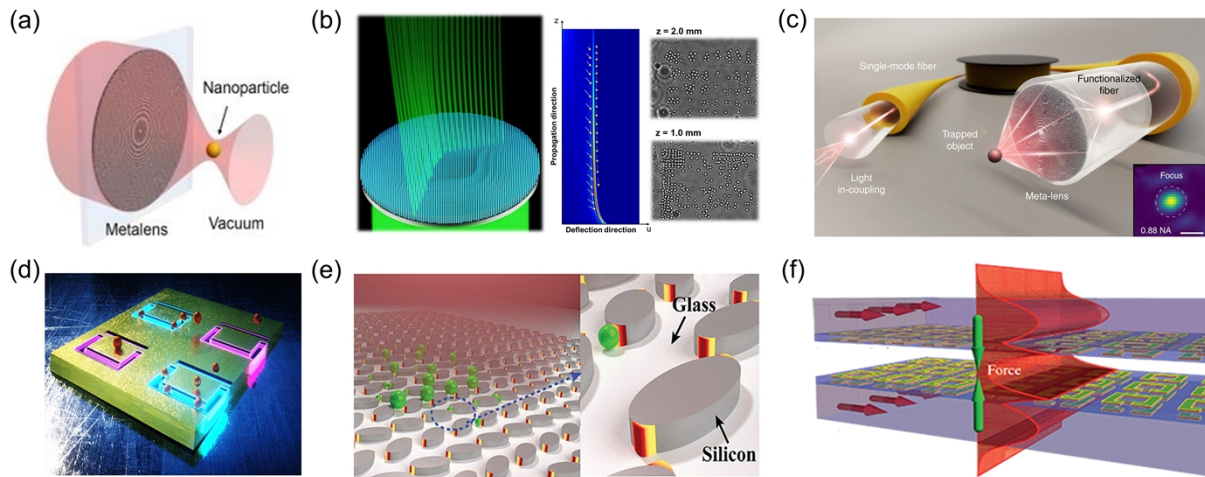 (a)
Nanoparticle
Metalens
Vacuum
(b)
z
Propagation direction
Deflection direction
u
z = 2.0 mm
z = 1.0 mm
(c)
Single-mode fiber
Functionalized
fiber
Trapped
object
Light
in-coupling
Meta-lens
Focus
0.88 NA
(d)
(e)
Glass
Silicon
(f)
Force